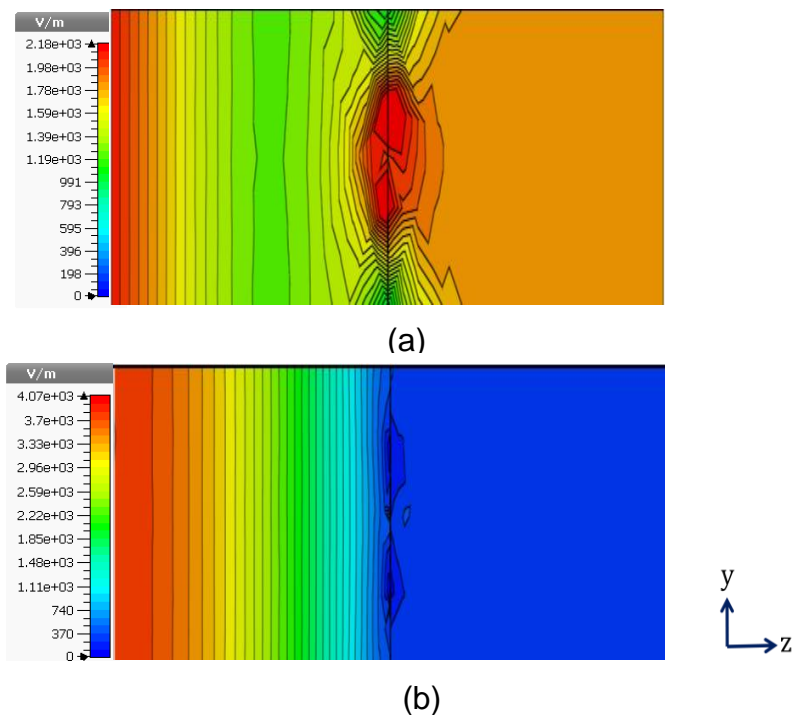 V/m
2.18e+03
1.98e+03
1.78e+03
1.59e+03
1.39e+03
1.19e+03
991
793
595
396
198
0
(a)
V/m
4.07e+03
3.7e+03
3.33e+03
2.96e+03
2.59e+03
2.22e+03
1.85e+03
1.48e+03
1.11e+03
740
370
0
y
z
(b)